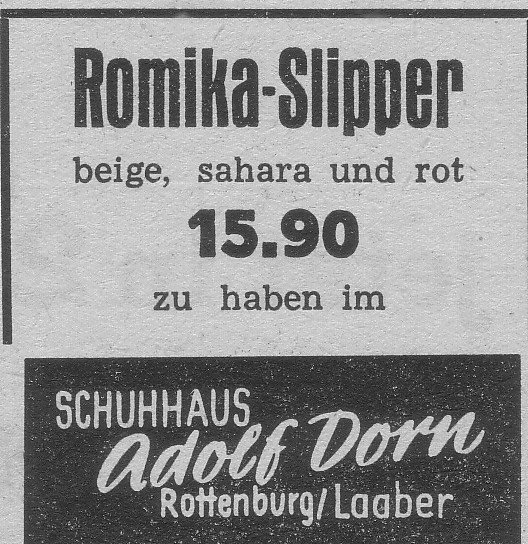 Romika-Slipper
beige, sahara und rot
15.90
zu haben im
SCHUHHAUS
Adolf Dorn
Rottenburg/Laaber